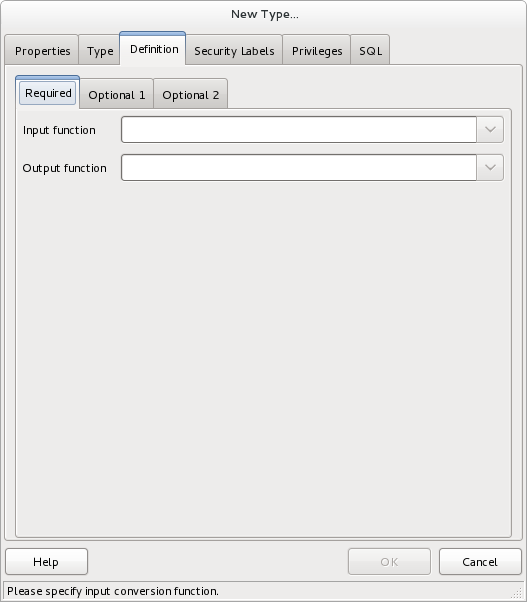 New Type...
Properties Type Definition Security Labels Privileges SQL
Required Optional 1 Optional 2
Input function
Output function
Help OK Cancel
Please specify input conversion function.